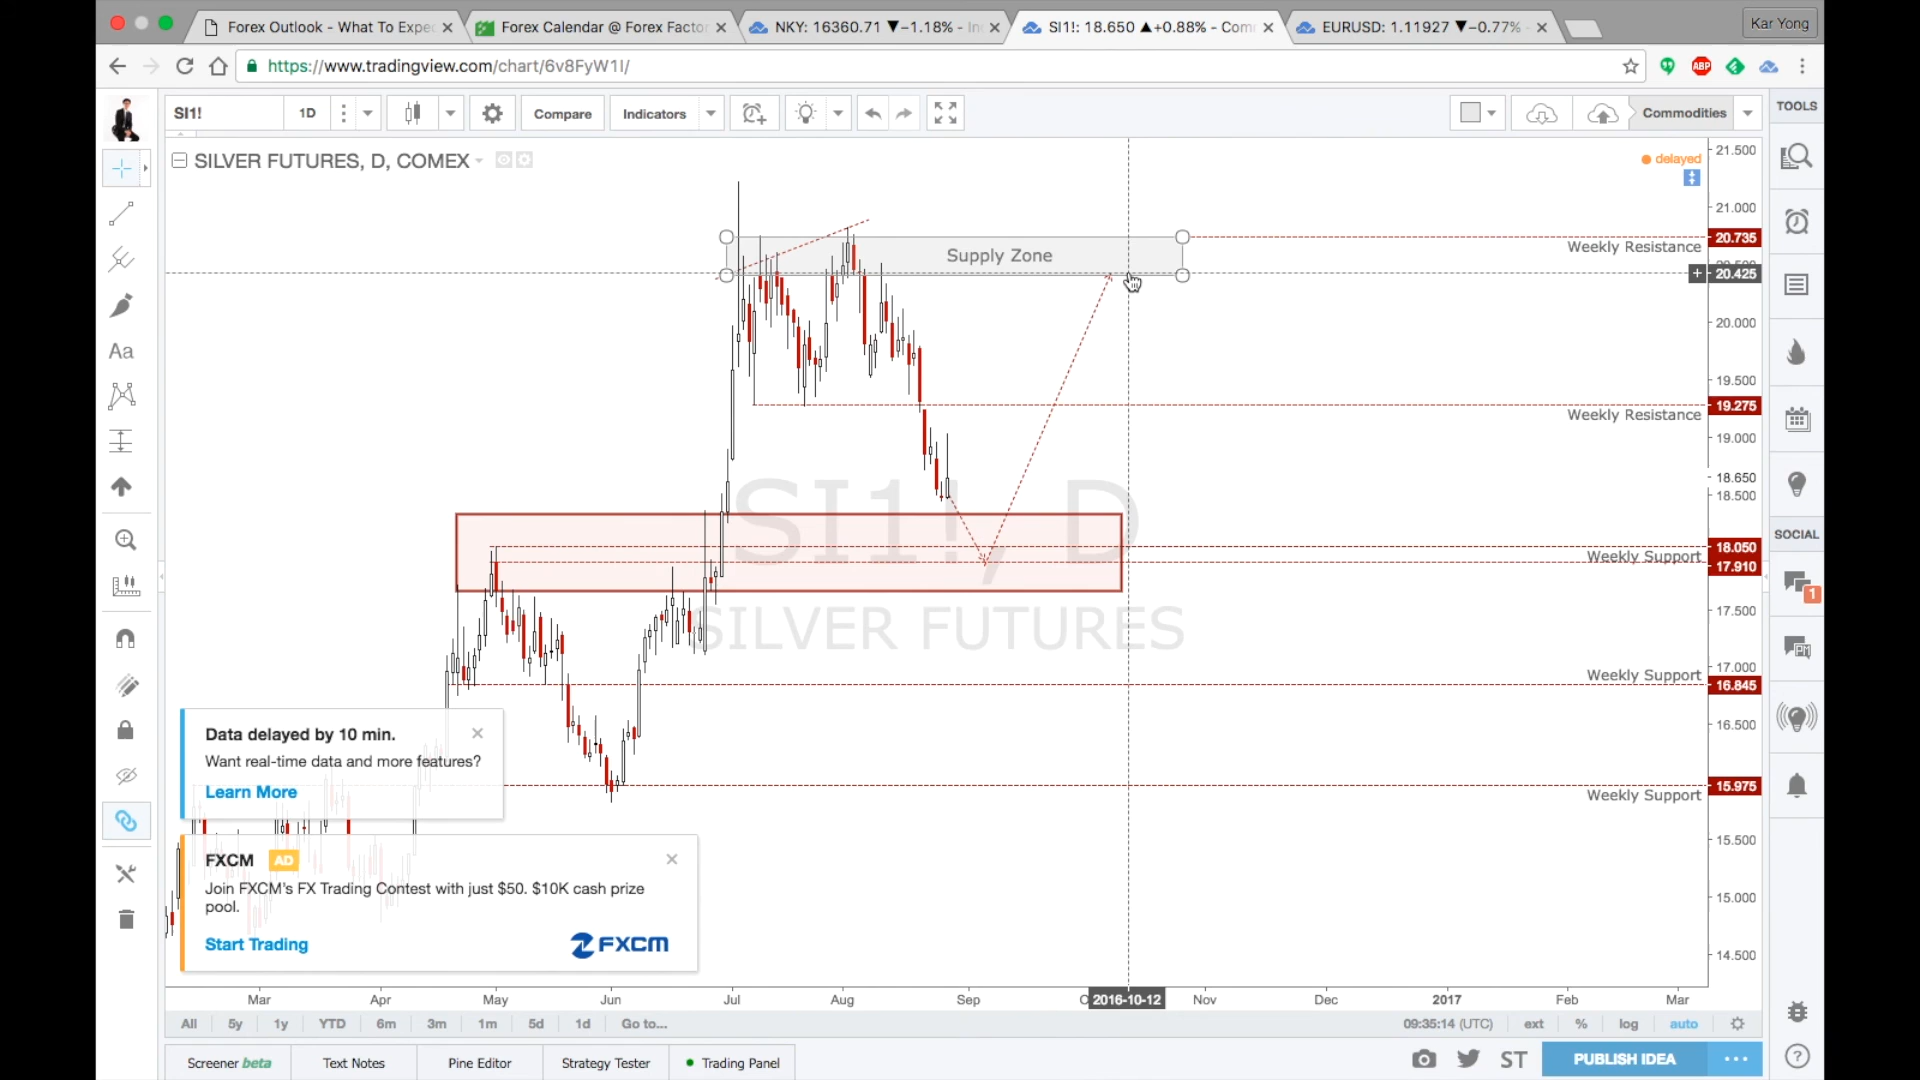 Forex Outlook - What To Expec
Forex Calendar @ Forex Factor
NKY: 16360.71 ▼−1.18% - In
SI1!: 18.650 ▲+0.88% - Com
EURUSD: 1.11927 ▼−0.77% -
Kar Yong
https://www.tradingview.com/chart/6v8FyW1I/
ABP
SI1!
1D
Compare
Indicators
Commodities
TOOLS
SILVER FUTURES, D, COMEX
delayed
21.500
21.000
Supply Zone
20.735
Weekly Resistance
20.425
20.000
19.500
19.275
Weekly Resistance
19.000
18.650
18.500
SI1!, D
SILVER FUTURES
SOCIAL
18.050
Weekly Support
17.910
1
17.500
17.000
Weekly Support
16.845
16.500
15.975
Weekly Support
15.500
15.000
14.500
Aa
Data delayed by 10 min.
Want real-time data and more features?
Learn More
FXCM AD
Join FXCM's FX Trading Contest with just $50. $10K cash prize
pool.
Start Trading
FXCM
Mar Apr May Jun Jul Aug Sep 2016-10-12 Nov Dec 2017 Feb Mar
All 5y 1y YTD 6m 3m 1m 5d 1d Go to...
09:35:14 (UTC) ext % log auto
Screener beta
Text Notes
Pine Editor
Strategy Tester
Trading Panel
ST
PUBLISH IDEA